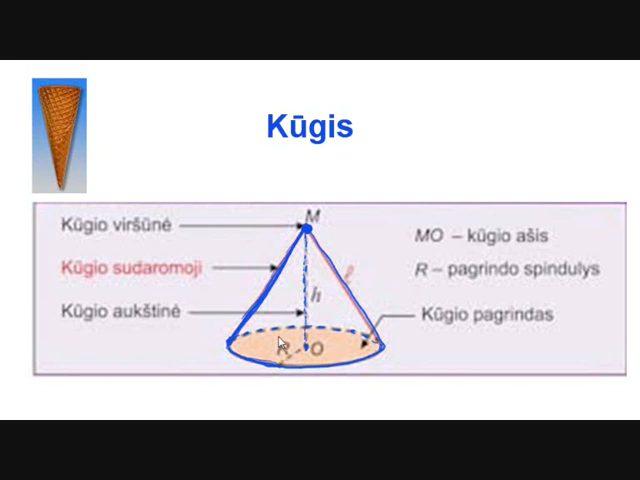 Kūgis
Kūgio viršūnė
M
MO – kūgio ašis
Kūgio sudaromoji
ℓ
R – pagrindo spindulys
h
Kūgio aukštinė
Kūgio pagrindas
R
O